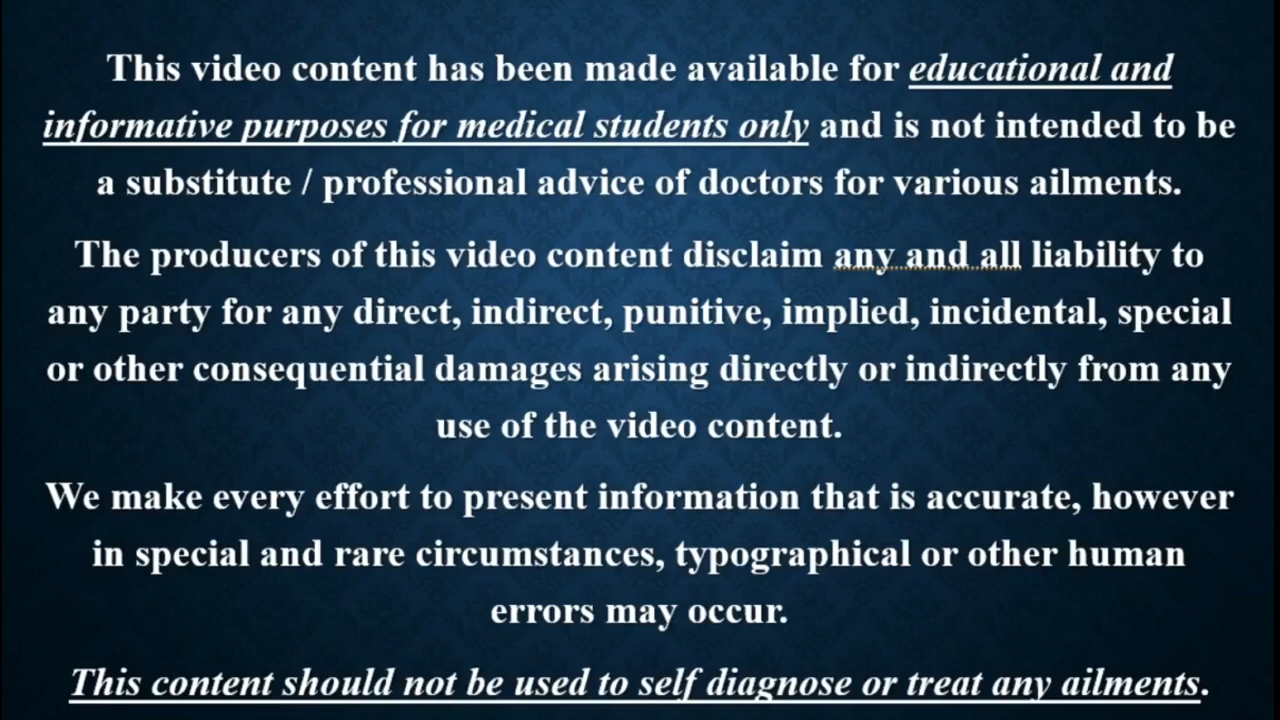 This video content has been made available for educational and
informative purposes for medical students only and is not intended to be
a substitute / professional advice of doctors for various ailments.
The producers of this video content disclaim any and all liability to
any party for any direct, indirect, punitive, implied, incidental, special
or other consequential damages arising directly or indirectly from any
use of the video content.
We make every effort to present information that is accurate, however
in special and rare circumstances, typographical or other human
errors may occur.
This content should not be used to self diagnose or treat any ailments.